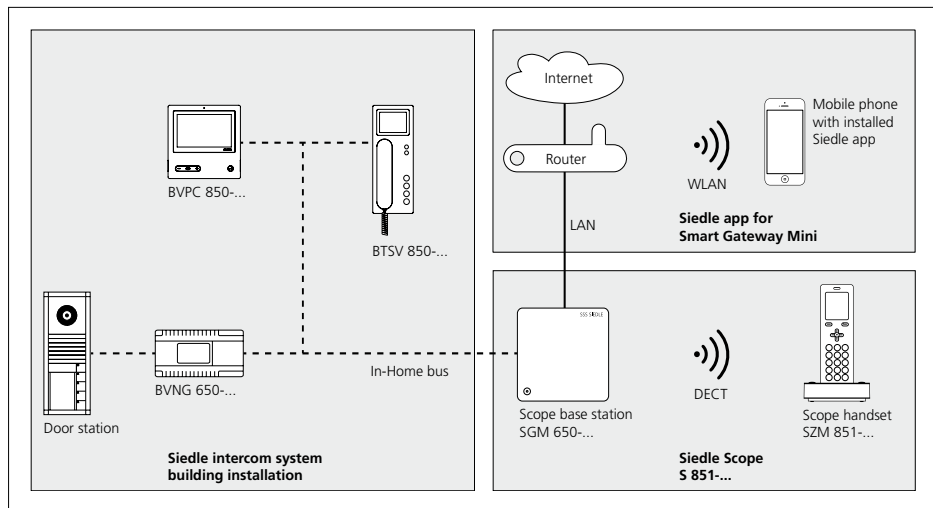 BVPC 850-...
BTSV 850-...
Door station
BVNG 650-...
In-Home bus
Siedle intercom system
building installation
Internet
Router
WLAN
Mobile phone
with installed
Siedle app
LAN
Siedle app for
Smart Gateway Mini
SSS SIEDLE
Scope base station
SGM 650-...
DECT
Scope handset
SZM 851-...
Siedle Scope
S 851-...